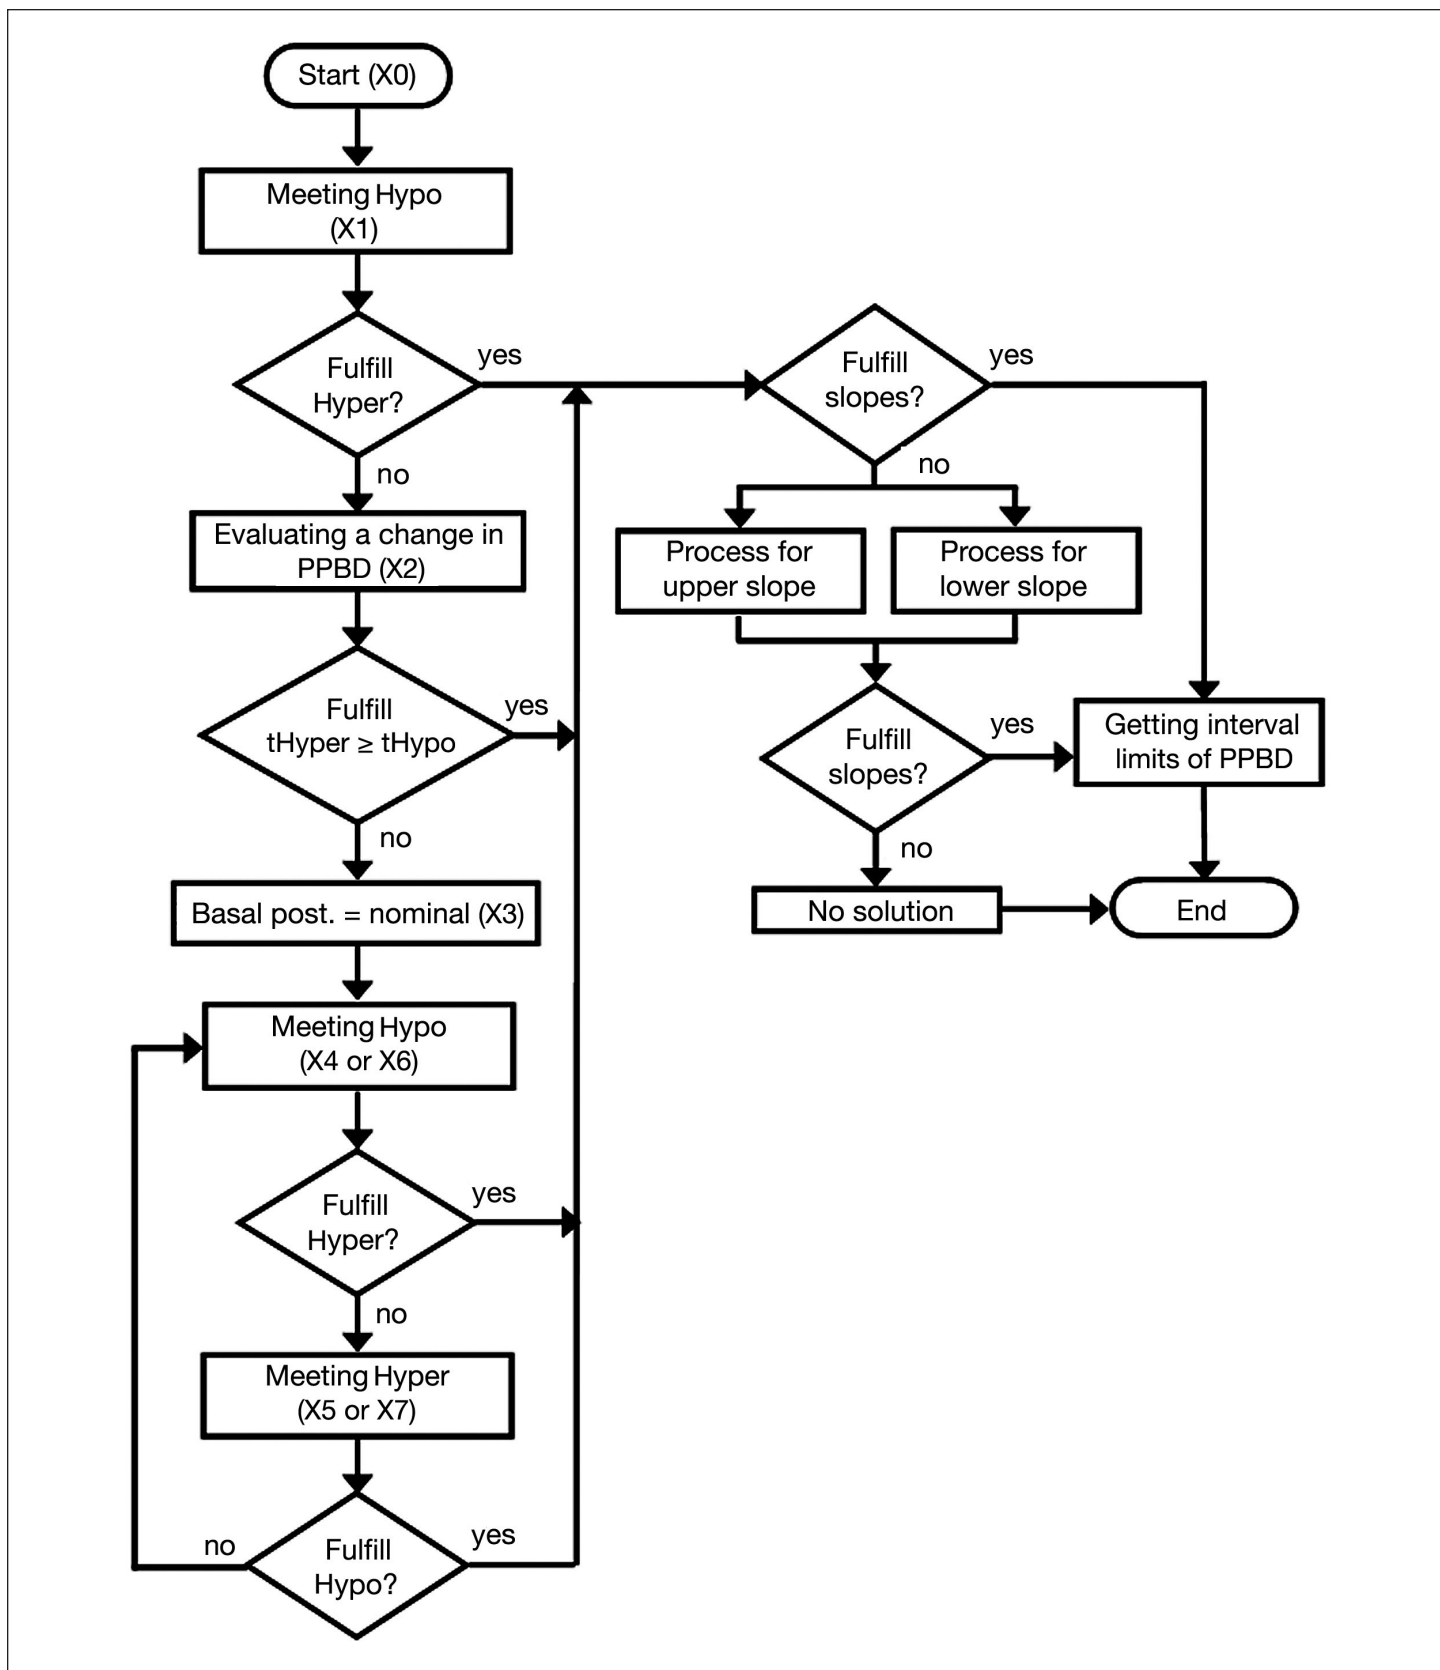 Start (X0)
Meeting Hypo
(X1)
Fulfill
Hyper?
yes
no
Evaluating a change in
PPBD (X2)
Fulfill
tHyper ≥ tHypo
yes
no
Basal post. = nominal (X3)
Meeting Hypo
(X4 or X6)
Fulfill
Hyper?
yes
no
Meeting Hyper
(X5 or X7)
Fulfill
Hypo?
no
yes
Fulfill
slopes?
yes
no
Process for
upper slope
Process for
lower slope
Fulfill
slopes?
yes
no
Getting interval
limits of PPBD
No solution
End